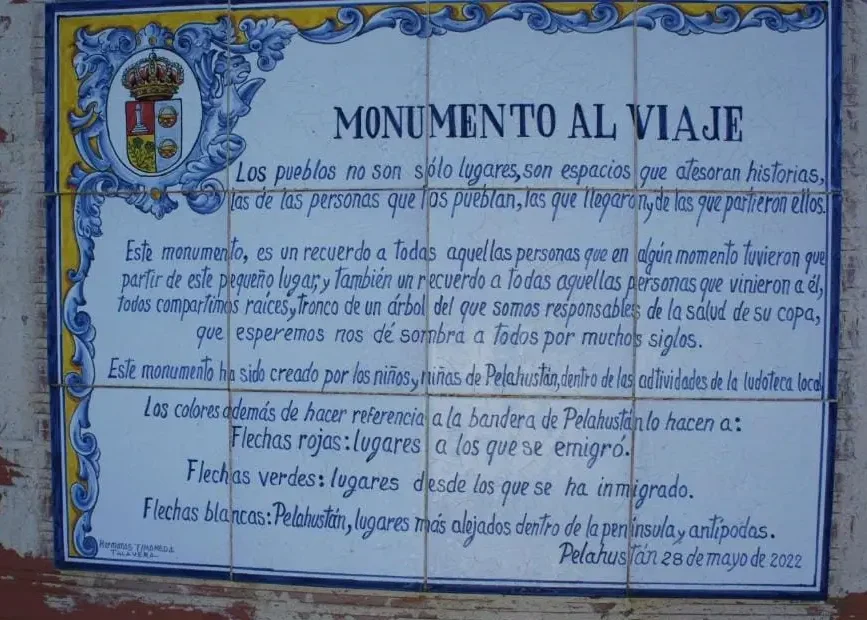 MONUMENTO AL VIAJE
Los pueblos no son sólo lugares, son espacios que atesoran historias,
las de las personas que los pueblan, las que llegaron, y de las que partieron ellos.
Este monumento, es un recuerdo a todas aquellas personas que en algún momento tuvieron que
partir de este pequeño lugar, y también un recuerdo a todas aquellas personas que vinieron a él,
todos compartimos raíces, y tronco de un árbol del que somos responsables de la salud de su copa,
que esperemos nos dé sombra a todos por muchos siglos.
Este monumento ha sido creado por los niños y niñas de Pelahustán, dentro de las adtividades de la ludoteca local
Los colores además de hacer referencia a la bandera de Pelahustán lo hacen a:
Flechas rojas: lugares a los que se emigró.
Flechas verdes: lugares desde los que se ha inmigrado.
Flechas blancas: Pelahustán, lugares más alejados dentro de la península y antípodas.
Pelahustán 28 de mayo de 2022
Hermanos TIMONEDA
TALAVERA